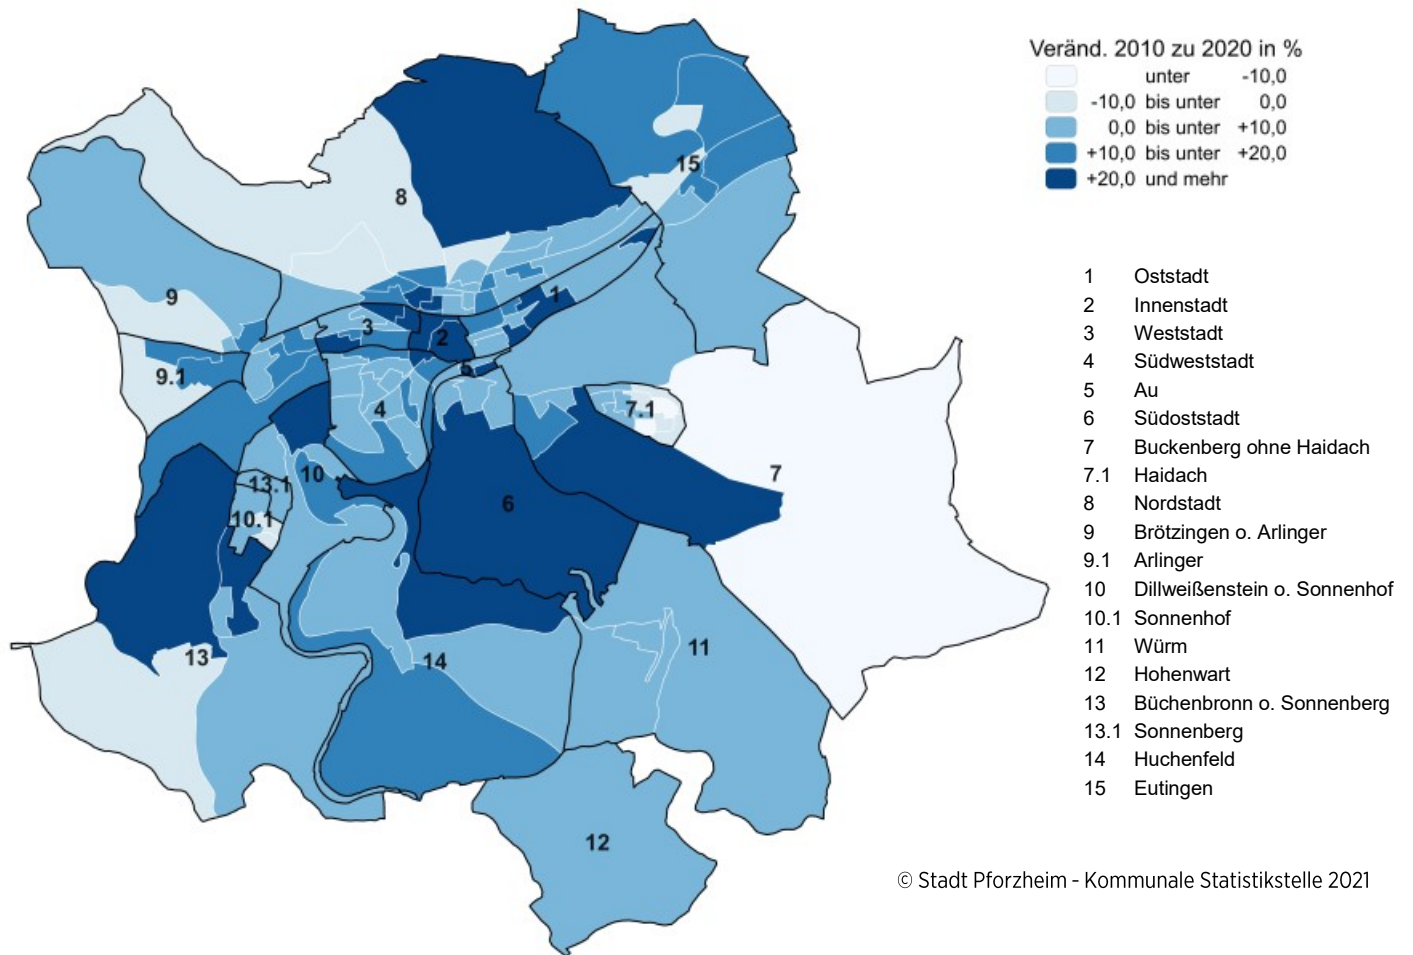 Veränd. 2010 zu 2020 in %
unter -10,0
-10,0 bis unter 0,0
0,0 bis unter +10,0
+10,0 bis unter +20,0
+20,0 und mehr
15
8
9
1
3
2
5
9.1
4
7.1
10
7
13.1
6
10.1
13
14
11
12
1 Oststadt
2 Innenstadt
3 Weststadt
4 Südweststadt
5 Au
6 Südoststadt
7 Buckenberg ohne Haidach
7.1 Haidach
8 Nordstadt
9 Brötzingen o. Arlinger
9.1 Arlinger
10 Dillweißenstein o. Sonnenhof
10.1 Sonnenhof
11 Würm
12 Hohenwart
13 Büchenbronn o. Sonnenberg
13.1 Sonnenberg
14 Huchenfeld
15 Eutingen
© Stadt Pforzheim - Kommunale Statistikstelle 2021